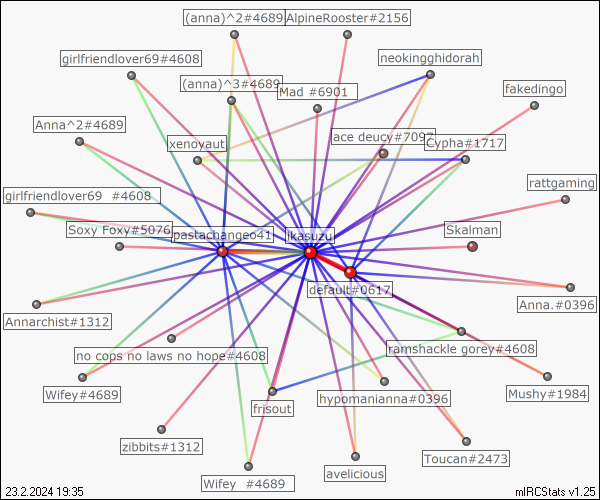 (anna)^2#4689
AlpineRooster#2156
girlfriendlover69#4608
neokingghidorah
(anna)^3#4689
Mad #6901
fakedingo
Anna^2#4689
xenoyaut
ace deucy#7097
Cypha#1717
girlfriendlover69 #4608
rattgaming
Soxy Foxy#5076
pastachangeo41
ikasuzu
Skalman
default#0617
Anna.#0396
Annarchist#1312
no cops no laws no hope#4608
ramshackle gorey#4608
Wifey#4689
frisout
hypomanianna#0396
Mushy#1984
zibbits#1312
Toucan#2473
Wifey #4689
avelicious
23.2.2024 19:35
mIRCStats v1.25